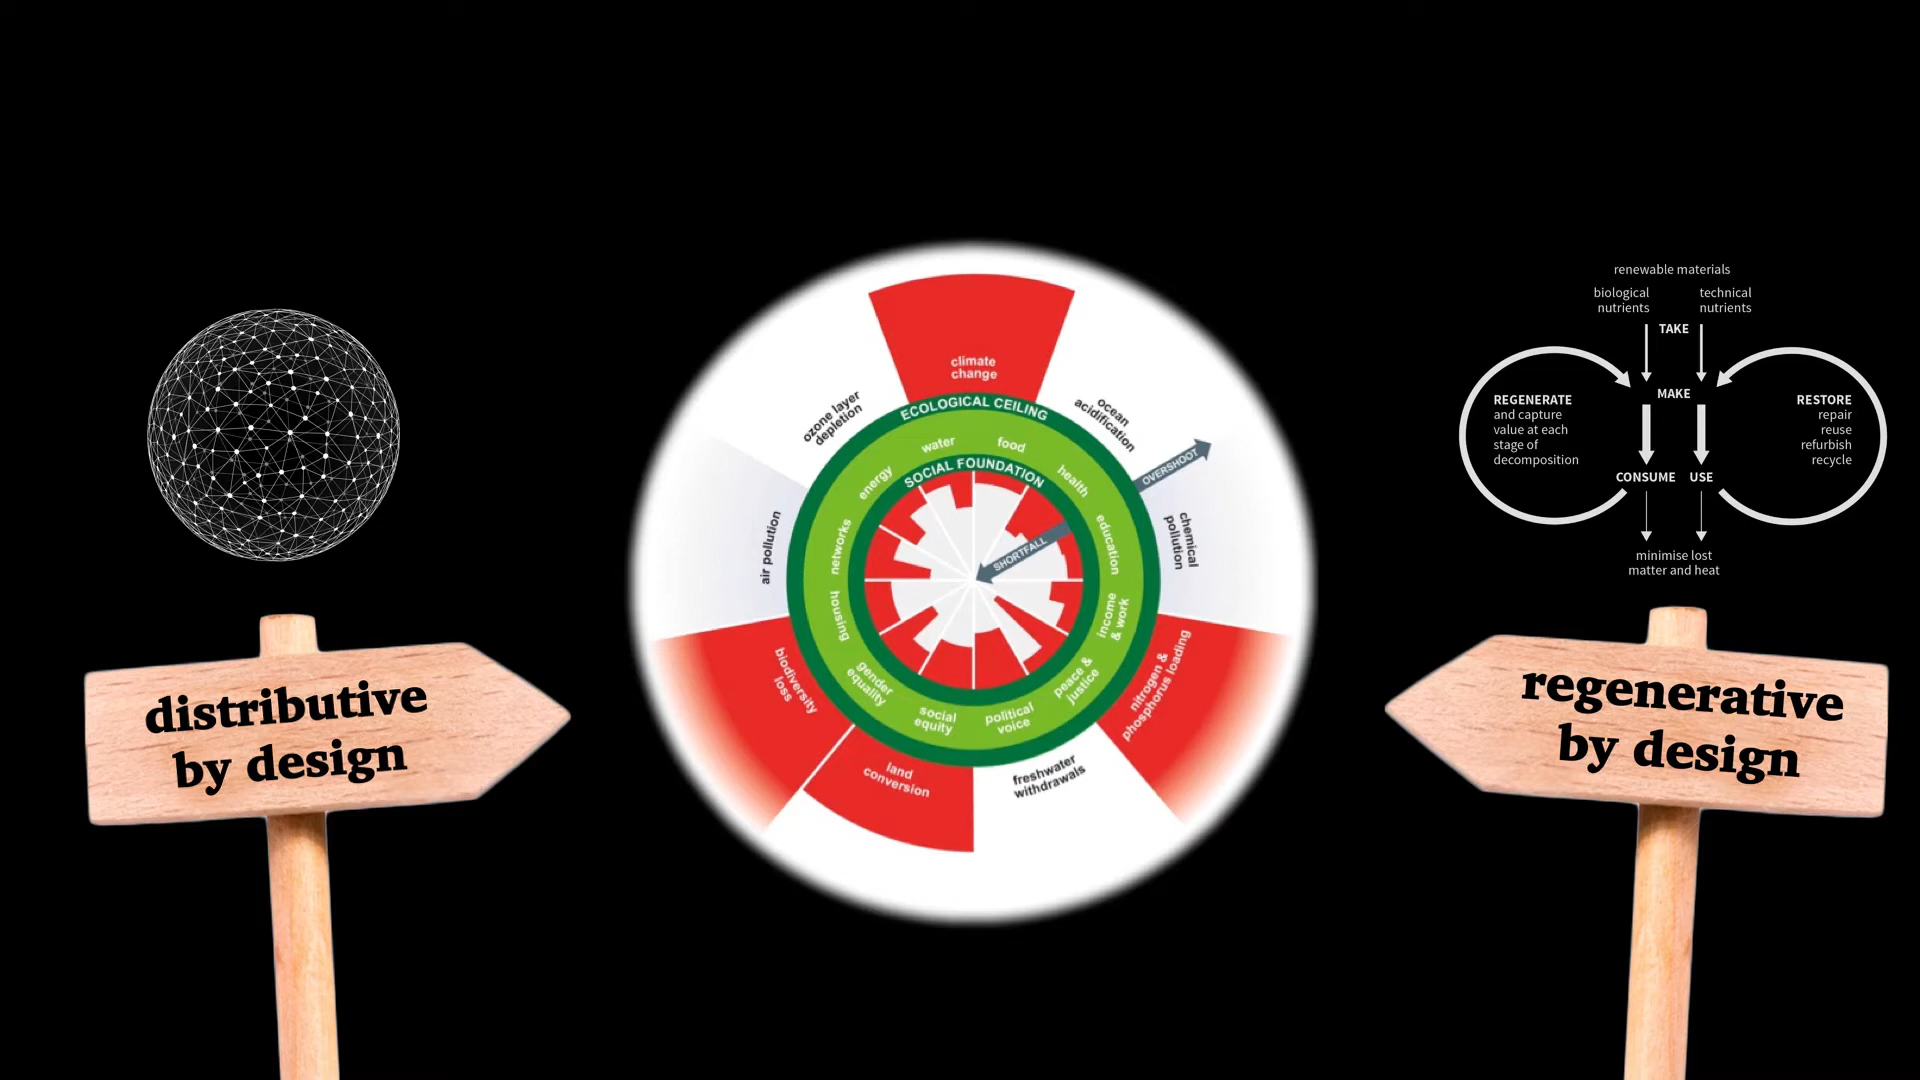 distributive
by design
climate
change
ozone layer
depletion
ocean
acidification
ECOLOGICAL CEILING
OVERSHOOT
water
food
energy
health
SOCIAL FOUNDATION
networks
education
SHORTFALL
air pollution
chemical
pollution
housing
income
& work
gender
equality
peace &
justice
social
equity
political
voice
biodiversity
loss
nitrogen &
phosphorus loading
land
conversion
freshwater
withdrawals
renewable materials
biological
nutrients
technical
nutrients
TAKE
MAKE
REGENERATE
and capture
value at each
stage of
decomposition
RESTORE
repair
reuse
refurbish
recycle
CONSUME USE
minimise lost
matter and heat
regenerative
by design